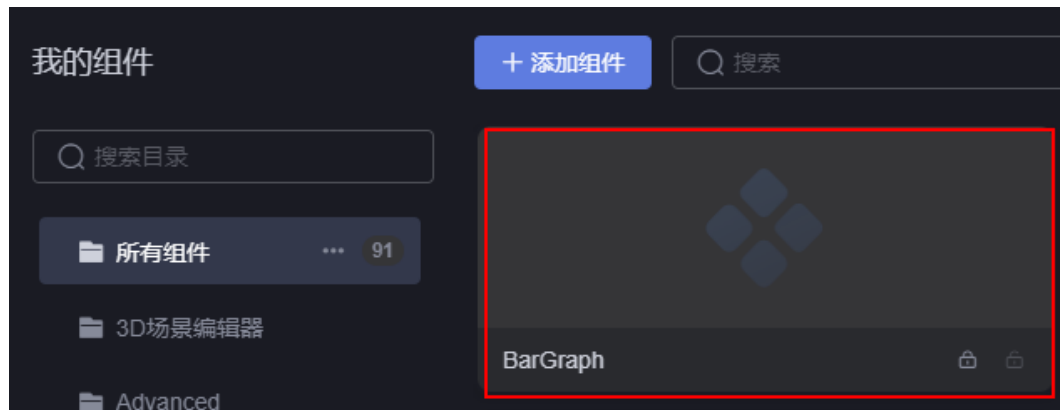 我的组件
+ 添加组件
搜索
搜索目录
所有组件
··· 91
3D场景编辑器
BarGraph
Advanced